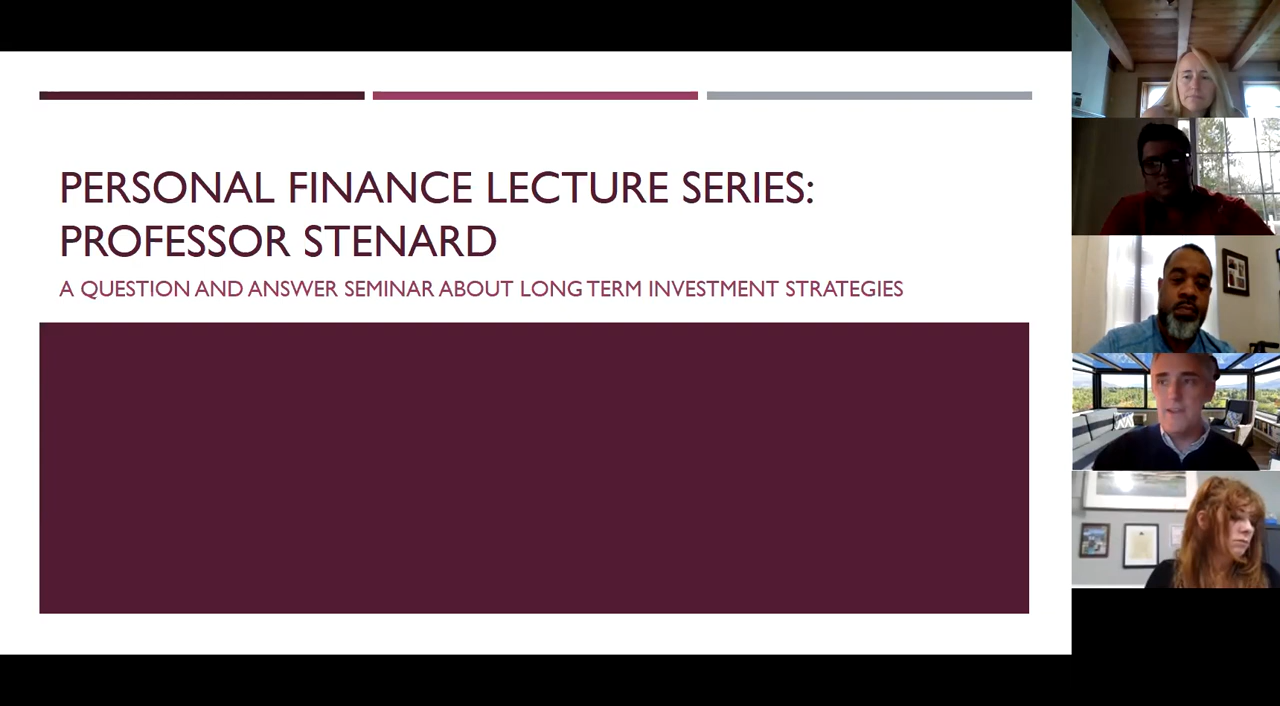 PERSONAL FINANCE LECTURE SERIES:
PROFESSOR STENARD
A QUESTION AND ANSWER SEMINAR ABOUT LONG TERM INVESTMENT STRATEGIES